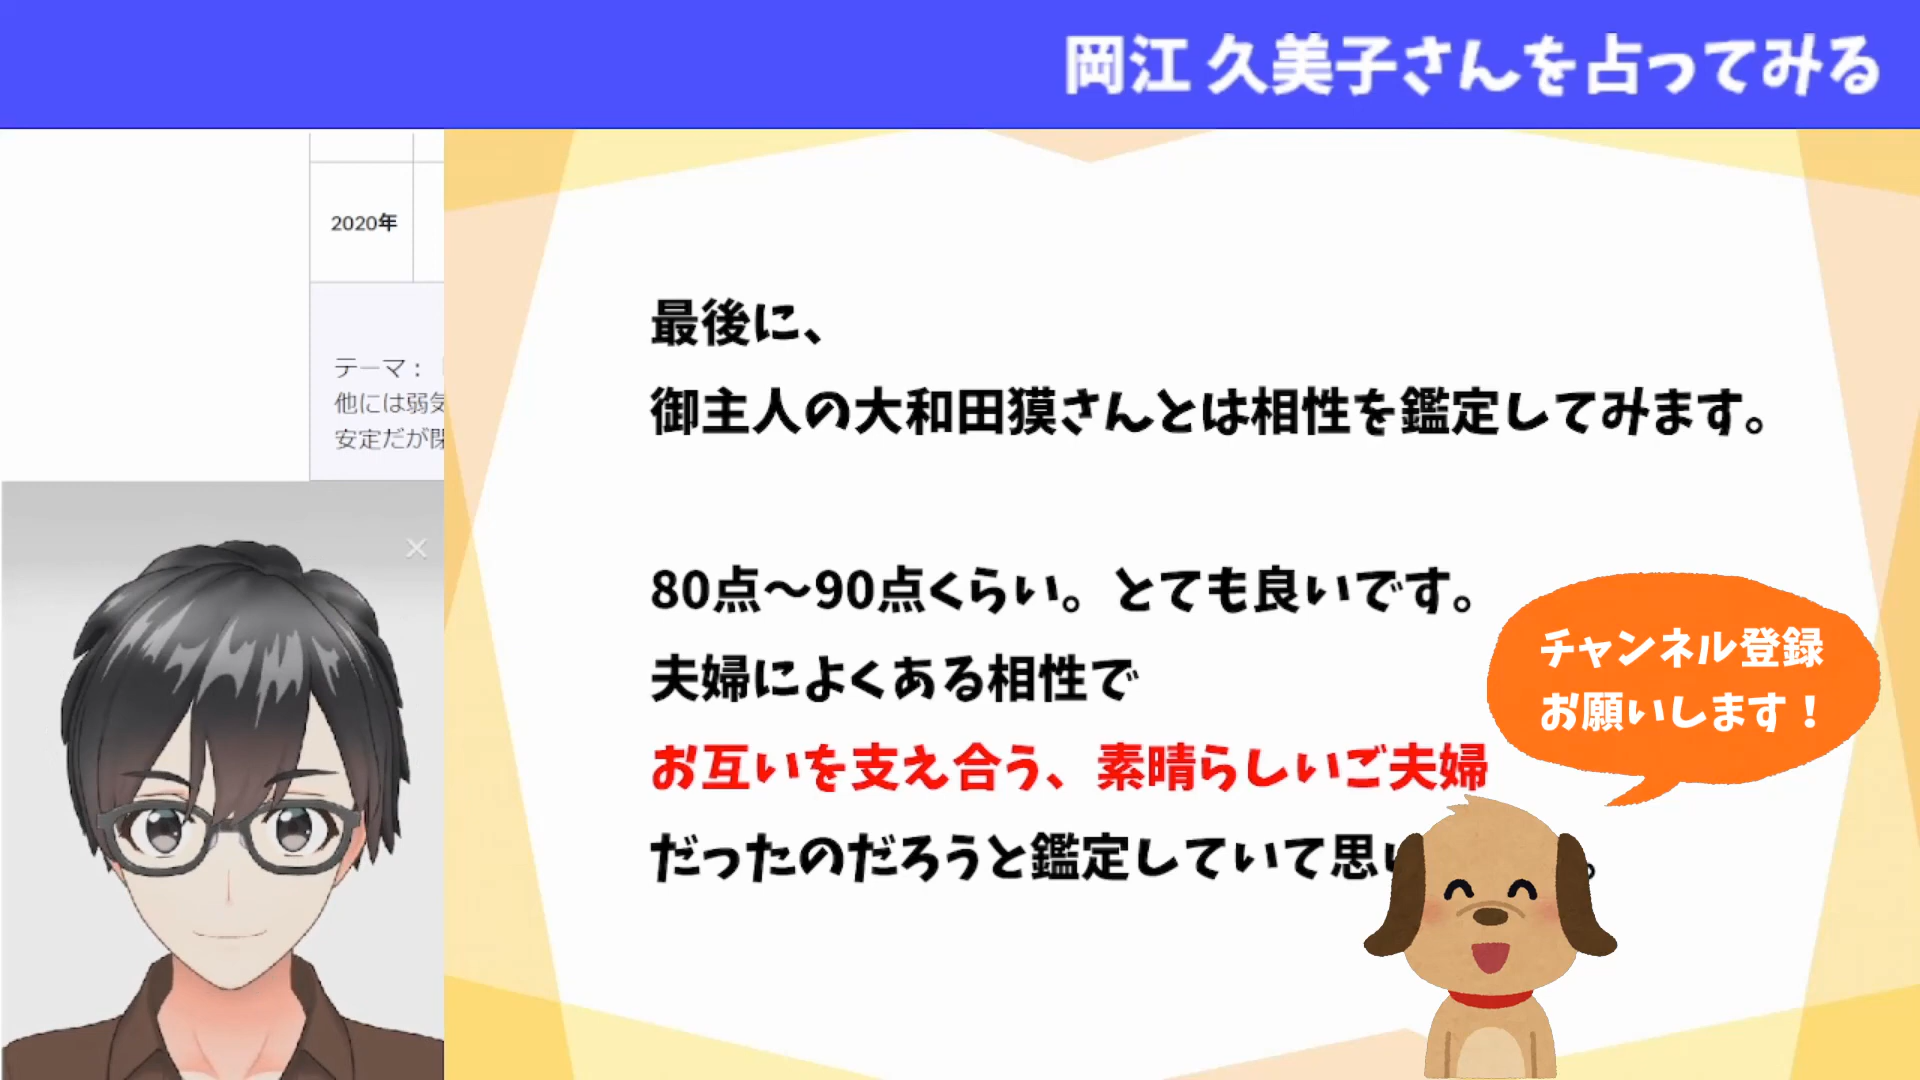 岡江 久美子さんを占ってみる
2020年
テーマ：
他には弱気
安定だが閉
最後に、
御主人の大和田獏さんとは相性を鑑定してみます。
80点～90点くらい。とても良いです。
夫婦によくある相性で
お互いを支え合う、素晴らしいご夫婦
だったのだろうと鑑定していて思い
チャンネル登録
お願いします！